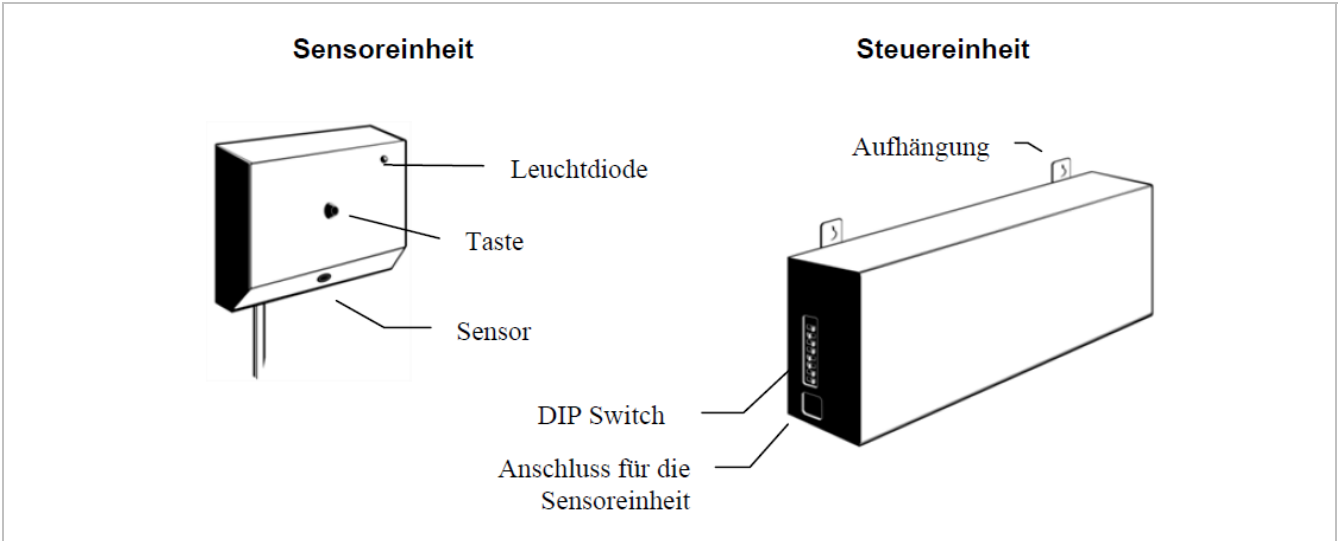 Sensoreinheit
Leuchtdiode
Taste
Sensor
Steuereinheit
Aufhängung
DIP Switch
Anschluss für die
Sensoreinheit